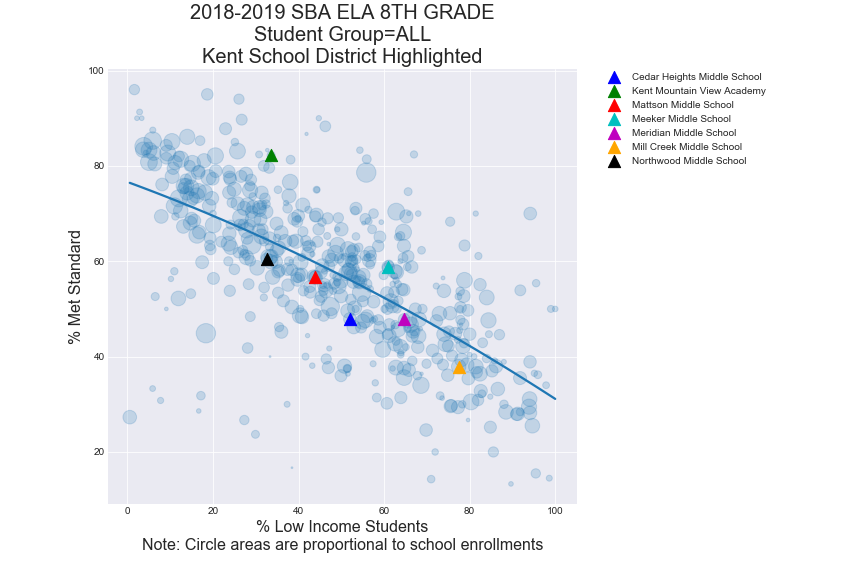 2018-2019 SBA ELA 8TH GRADE
Student Group=ALL
Kent School District Highlighted
100
80
60
40
20
% Met Standard
0
20
40
60
80
100
% Low Income Students
Note: Circle areas are proportional to school enrollments
Cedar Heights Middle School
Kent Mountain View Academy
Mattson Middle School
Meeker Middle School
Meridian Middle School
Mill Creek Middle School
Northwood Middle School